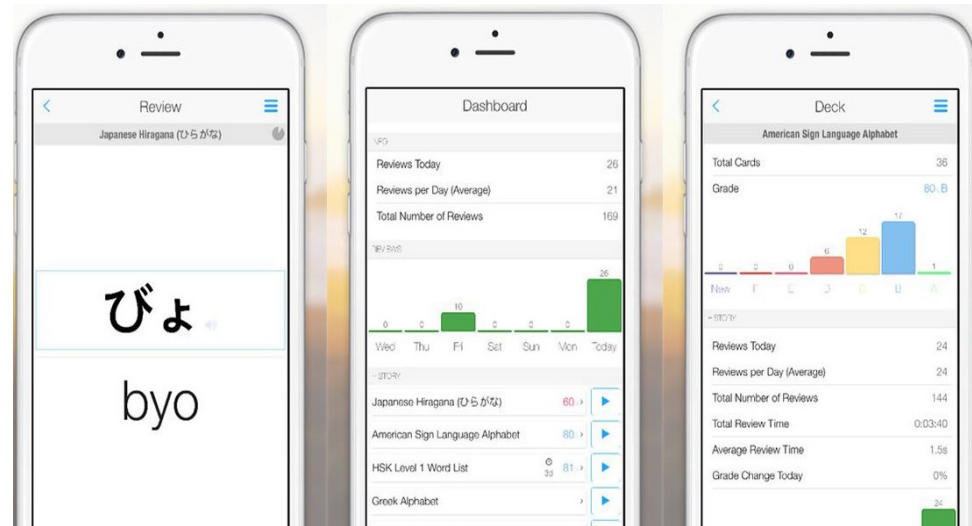 Review
Japanese Hiragana (ひらがな)
びょ
byo
Dashboard
Reviews Today 26
Reviews per Day (Average) 21
Total Number of Reviews 169
REVIEWS
26
10
0 0 0 0 0
Wed Thu Fri Sat Sun Mon Today
HISTORY
Japanese Hiragana (ひらがな) 60
American Sign Language Alphabet 80
HSK Level 1 Word List 3d 81
Greek Alphabet
Deck
American Sign Language Alphabet
Total Cards 36
Grade 80 B
17
12
6
0 0 0 1
New F E D C B A
HISTORY
Reviews Today 24
Reviews per Day (Average) 24
Total Number of Reviews 144
Total Review Time 0:03:40
Average Review Time 1.5s
Grade Change Today 0%
24